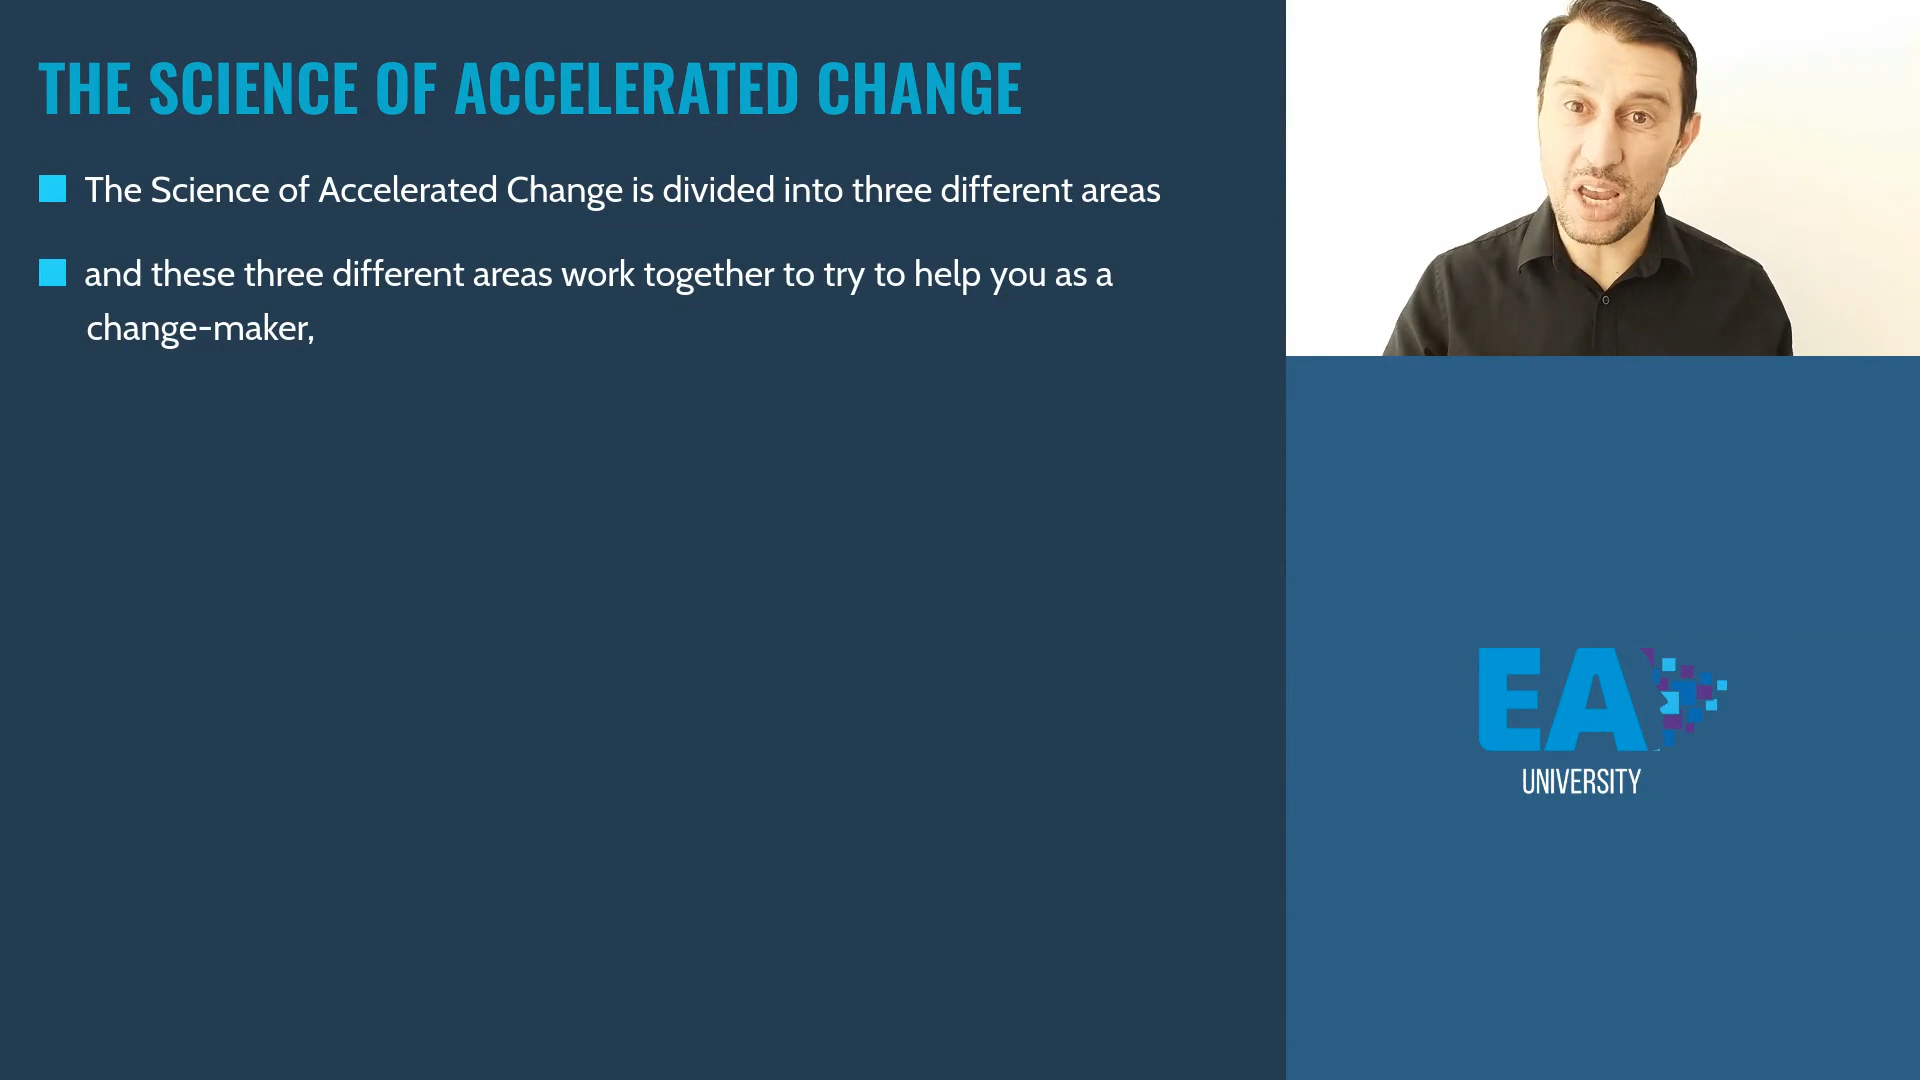 THE SCIENCE OF ACCELERATED CHANGE
The Science of Accelerated Change is divided into three different areas
and these three different areas work together to try to help you as a
change-maker,
EA
UNIVERSITY